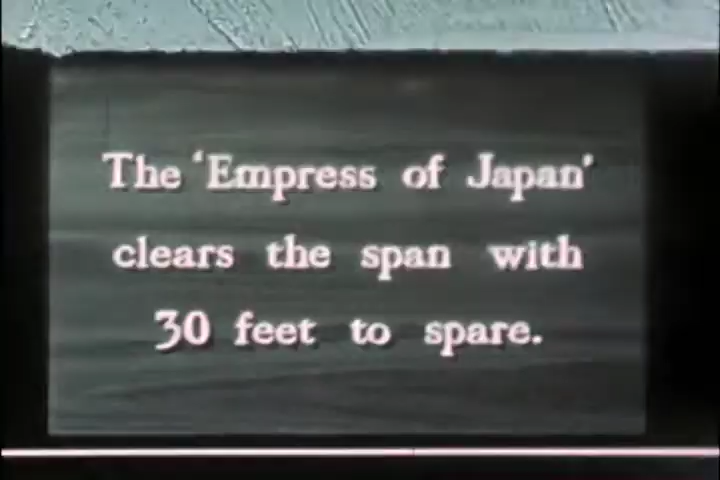 The 'Empress of Japan'
clears the span with
30 feet to spare.